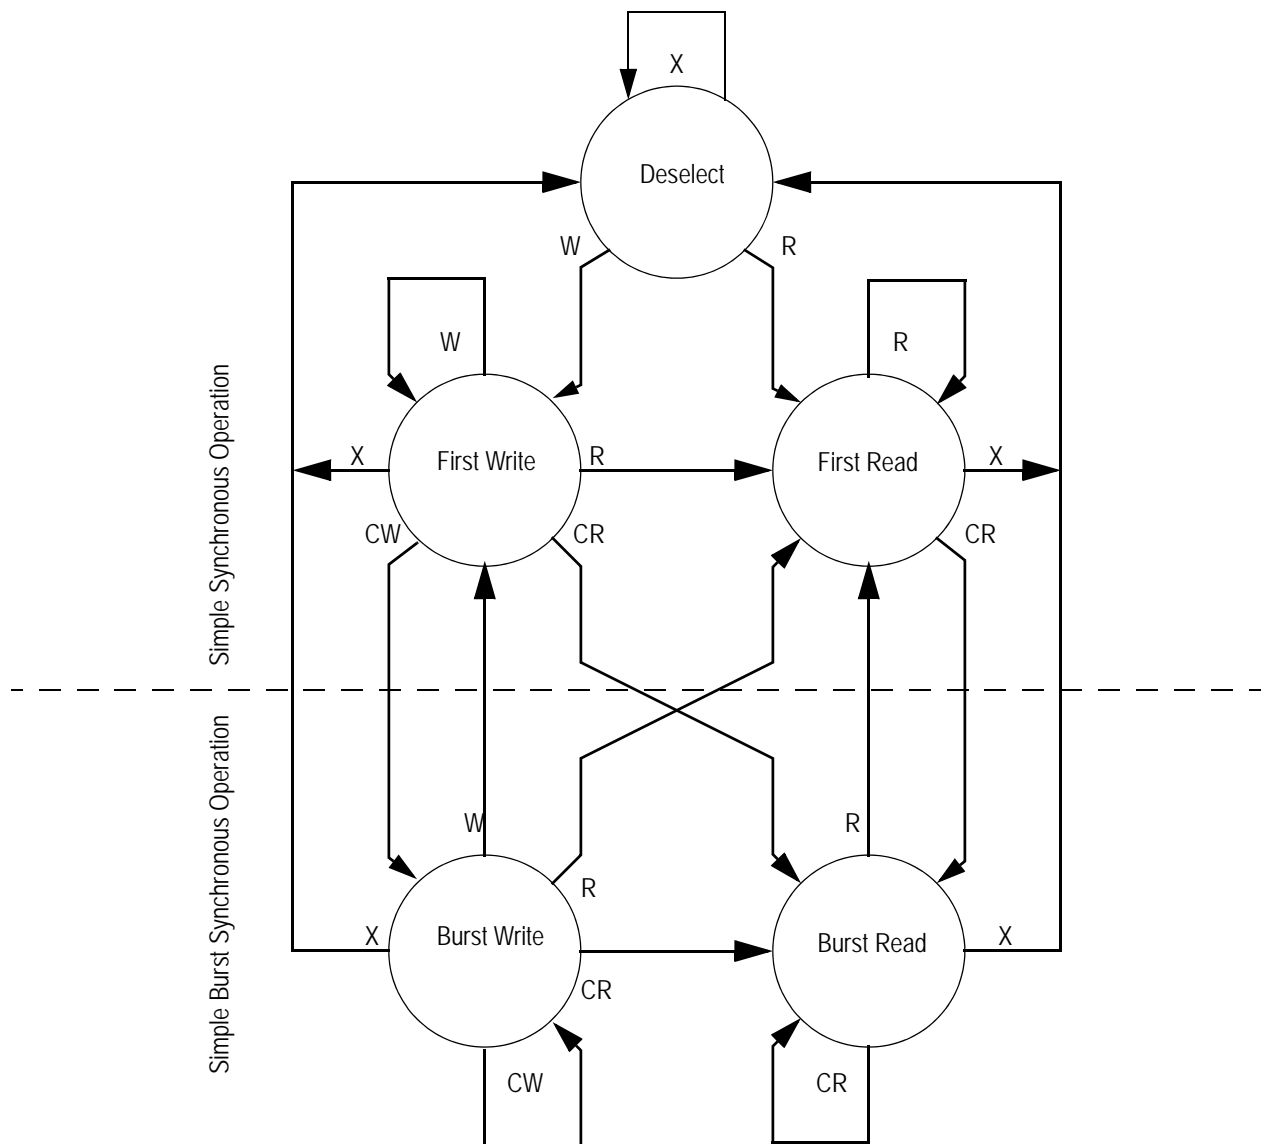 X
Deselect
W
R
W
R
Simple Synchronous Operation
X
First Write
R
First Read
X
CW
CR
CR
Simple Burst Synchronous Operation
W
R
R
X
Burst Write
Burst Read
X
CR
CW
CR